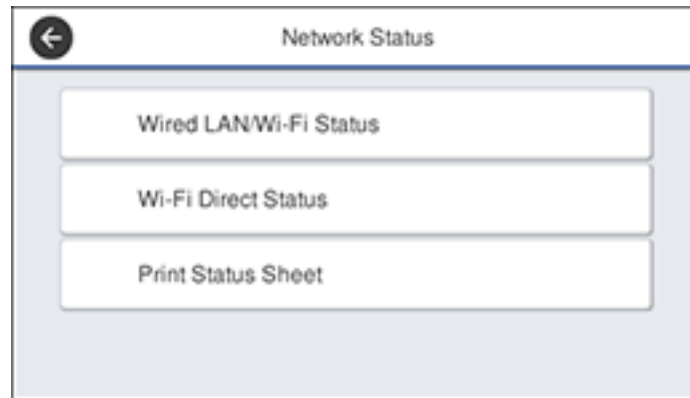 Network Status
Wired LAN/Wi-Fi Status
Wi-Fi Direct Status
Print Status Sheet